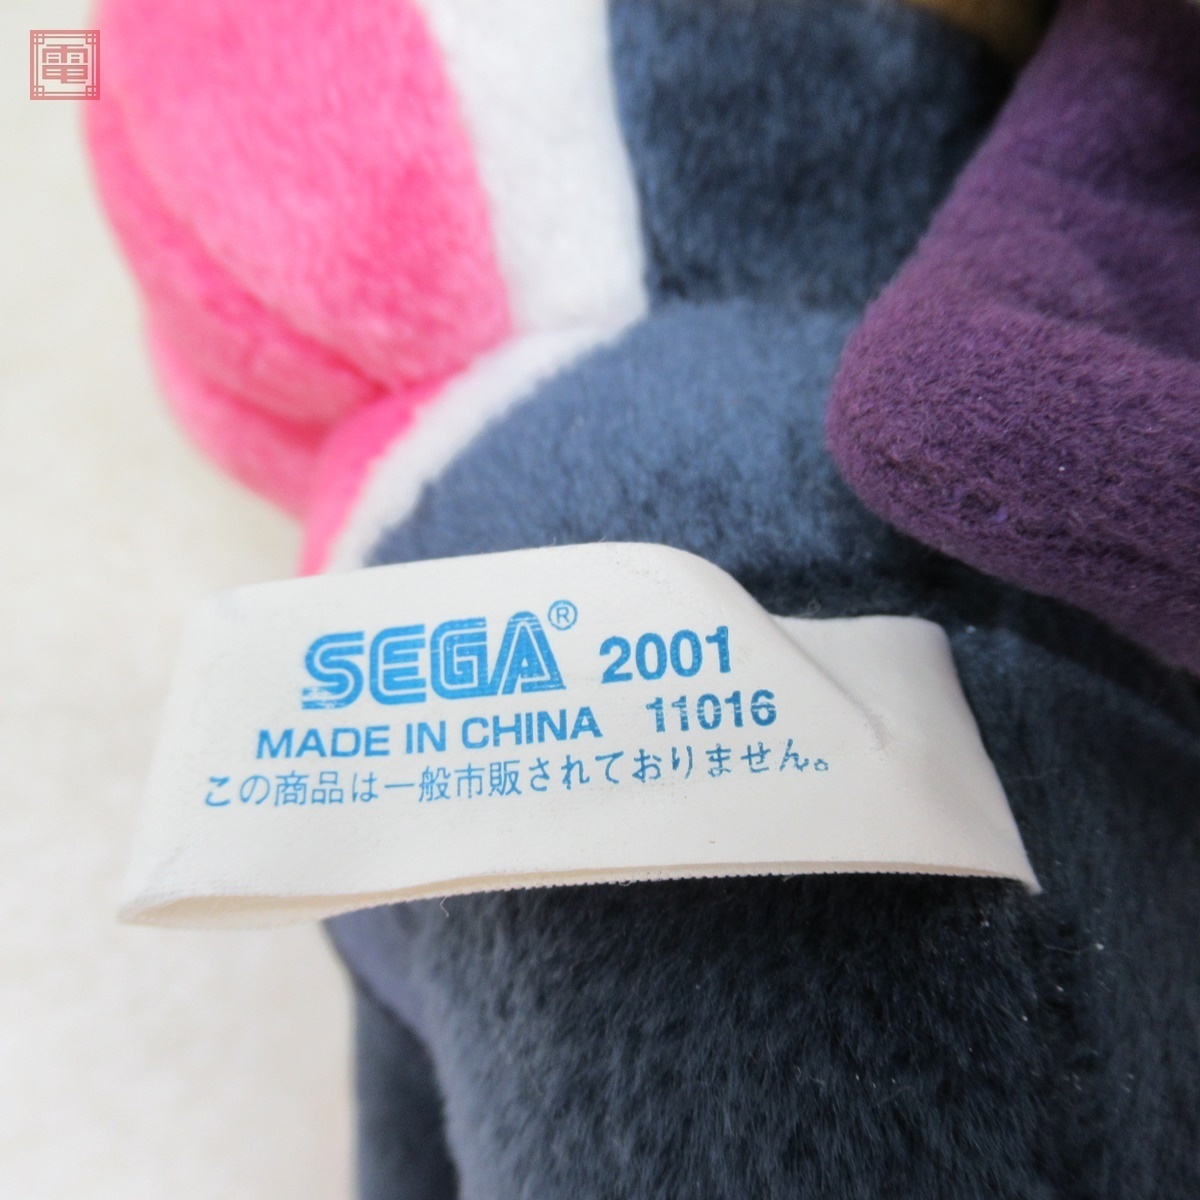 電
SEGA® 2001
MADE IN CHINA 11016
この商品は一般市販されておりません。